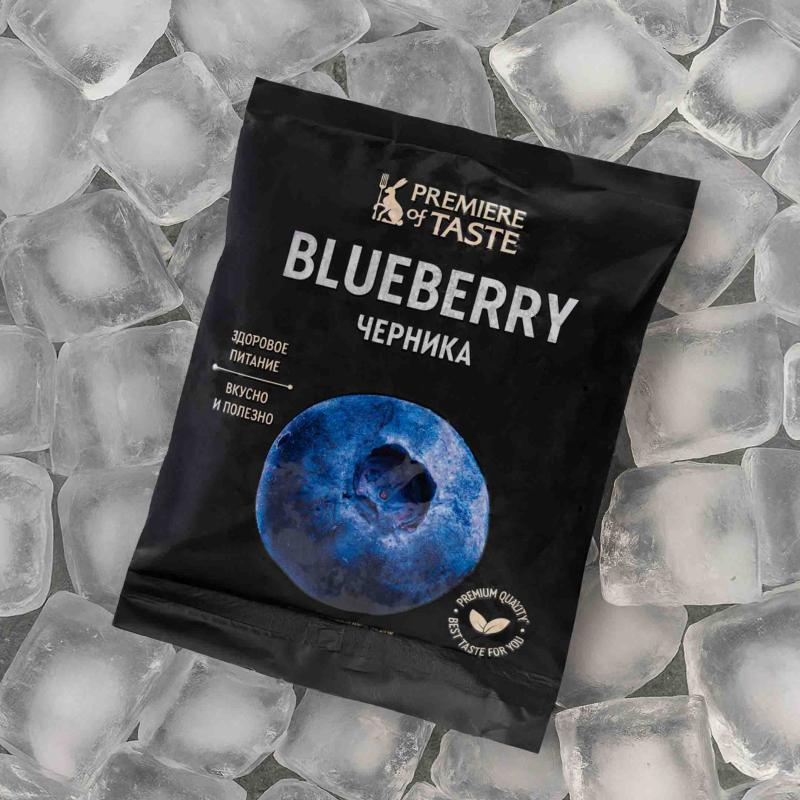 PREMIERE
of TASTE
BLUEBERRY
ЧЕРНИКА
ЗДОРОВОЕ
ПИТАНИЕ
ВКУСНО
И ПОЛЕЗНО
PREMIUM QUALITY
BEST TASTE FOR YOU